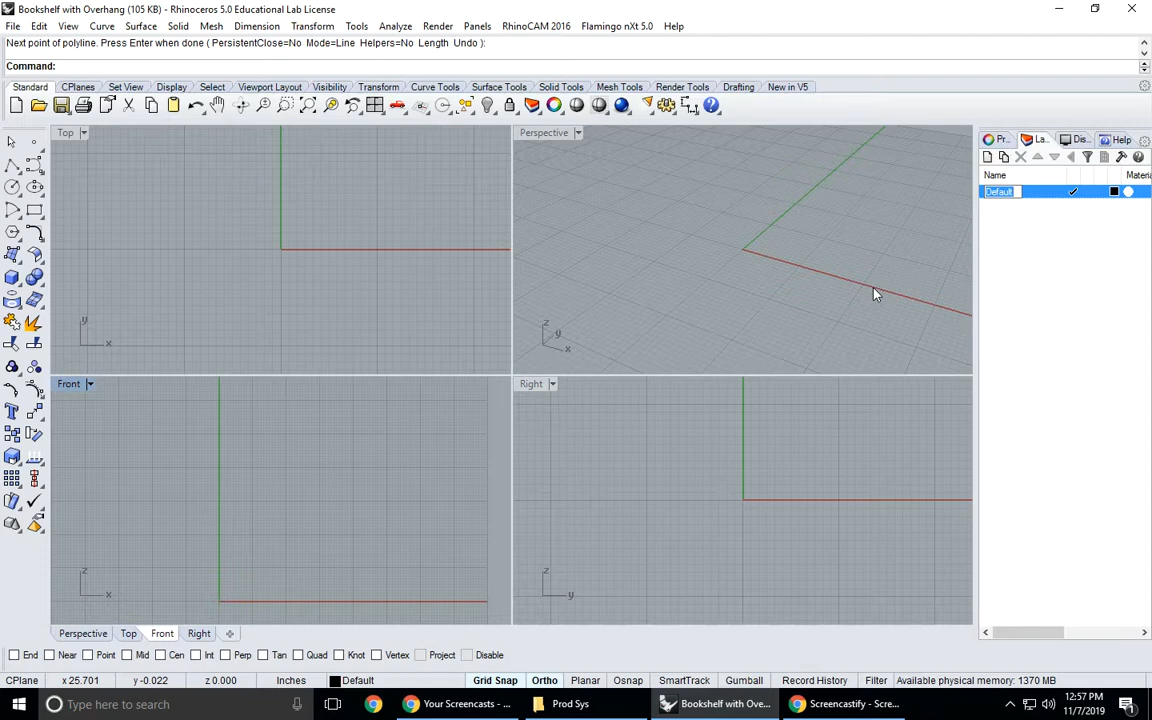 Bookshelf with Overhang (105 KB) - Rhinoceros 5.0 Educational Lab License
File Edit View Curve Surface Solid Mesh Dimension Transform Tools Analyze Render Panels RhinoCAM 2016 Flamingo nXt 5.0 Help
Next point of polyline. Press Enter when done ( PersistentClose=No Mode=Line Helpers=No Length Undo ):
Command:
Standard CPlanes Set View Display Select Viewport Layout Visibility Transform Curve Tools Surface Tools Solid Tools Mesh Tools Render Tools Drafting New in V5
Top Perspective Pr... La... Dis... Help
Name Materia
Default
y x
z y x
Front Right
z x
z y
Perspective Top Front Right
End Near Point Mid Cen Int Perp Tan Quad Knot Vertex Project Disable
CPlane x 25.701 y -0.022 z 0.000 Inches Default Grid Snap Ortho Planar Osnap SmartTrack Gumball Record History Filter Available physical memory: 1370 MB
Type here to search Your Screencasts - ... Prod Sys Bookshelf with Ove... Screencastify - Scre... 12:57 PM
11/7/2019 1